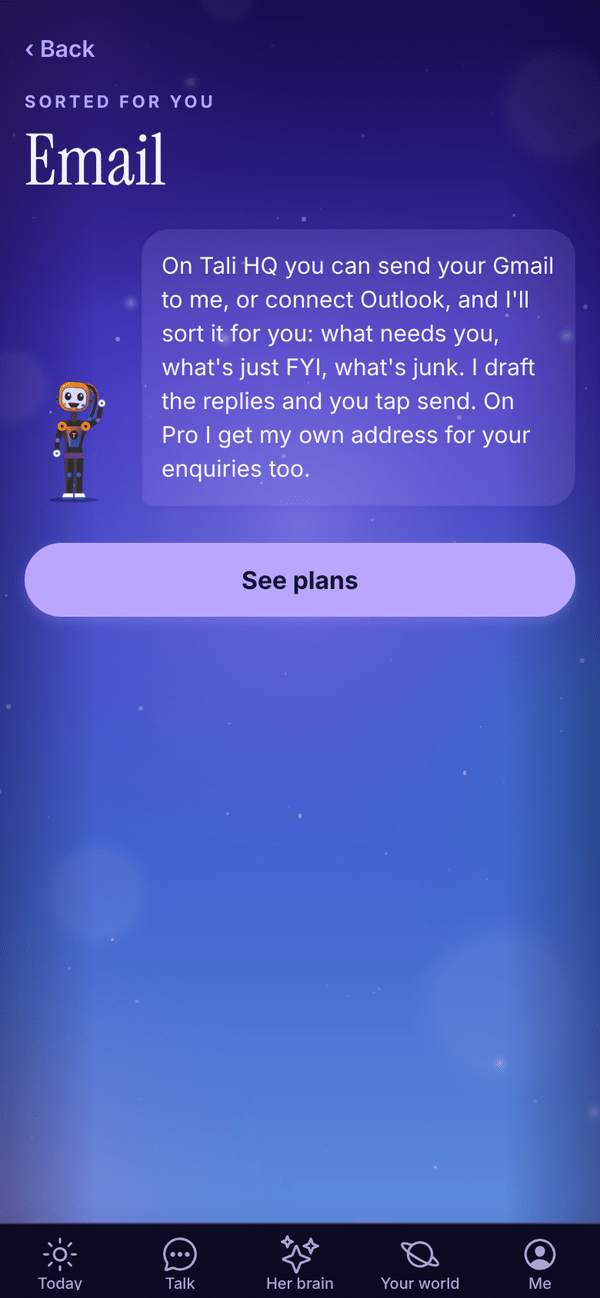 ‹ Back
SORTED FOR YOU
Email
On Tali HQ you can send your Gmail
to me, or connect Outlook, and I'll
sort it for you: what needs you,
what's just FYI, what's junk. I draft
the replies and you tap send. On
Pro I get my own address for your
enquiries too.
See plans
Today
Talk
Her brain
Your world
Me